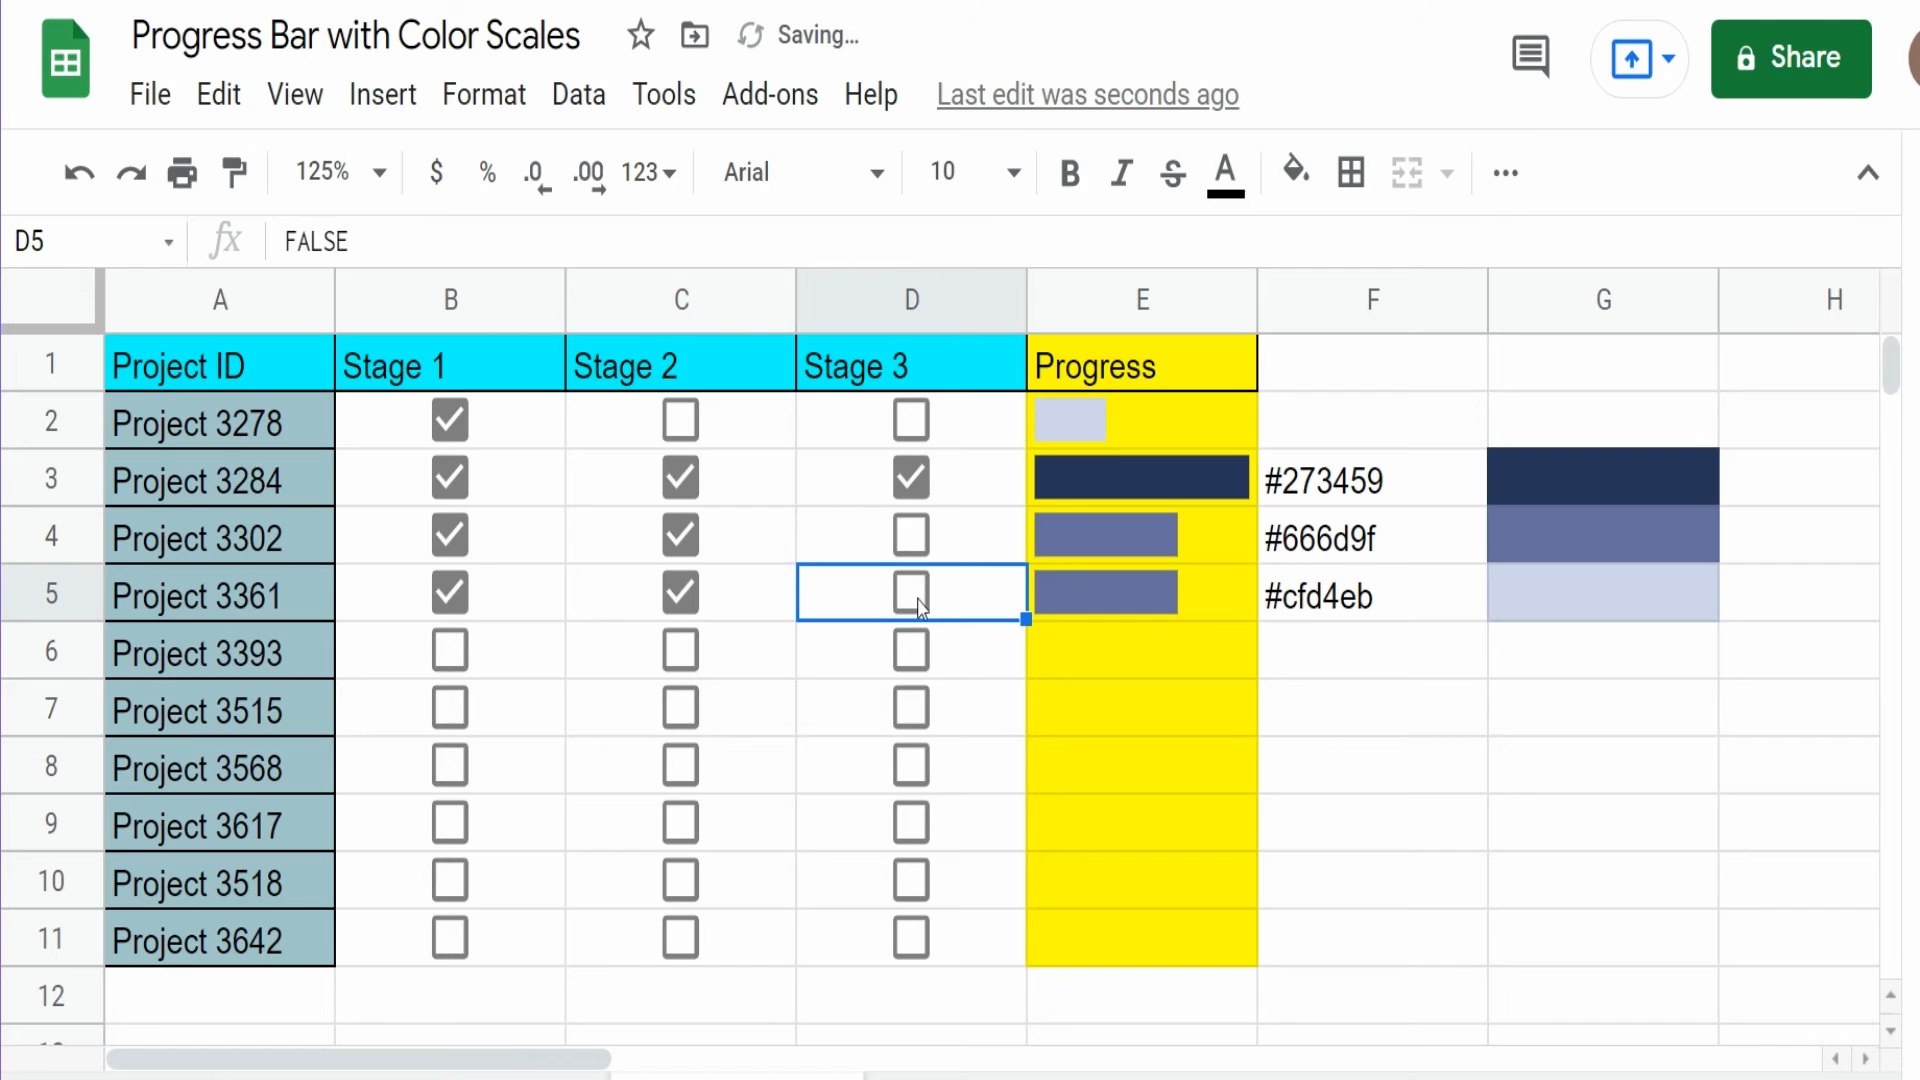 Progress Bar with Color Scales Saving...
File Edit View Insert Format Data Tools Add-ons Help Last edit was seconds ago
Share
125% $ % .0 .00 123 Arial 10 B I S A
D5 fx FALSE
A B C D E F G H
1 Project ID Stage 1 Stage 2 Stage 3 Progress
2 Project 3278
3 Project 3284 #273459
4 Project 3302 #666d9f
5 Project 3361 #cfd4eb
6 Project 3393
7 Project 3515
8 Project 3568
9 Project 3617
10 Project 3518
11 Project 3642
12